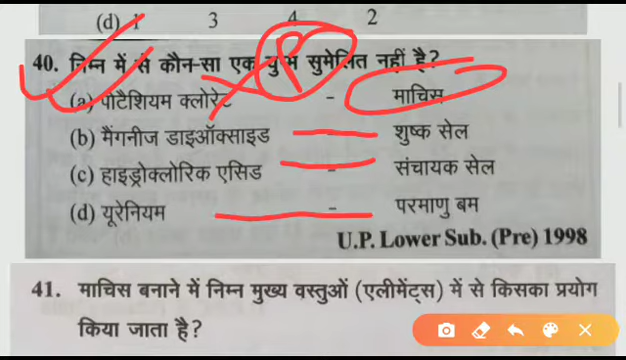 (d) 1 3 4 2
40. निम्न में से कौन-सा एक युग्म सुमेलित नहीं है?
(a) पोटैशियम क्लोरेट - माचिस
(b) मैंगनीज डाइऑक्साइड - शुष्क सेल
(c) हाइड्रोक्लोरिक एसिड - संचायक सेल
(d) यूरेनियम - परमाणु बम
U.P. Lower Sub. (Pre) 1998
41. माचिस बनाने में निम्न मुख्य वस्तुओं (एलीमेंट्स) में से किसका प्रयोग
किया जाता है?